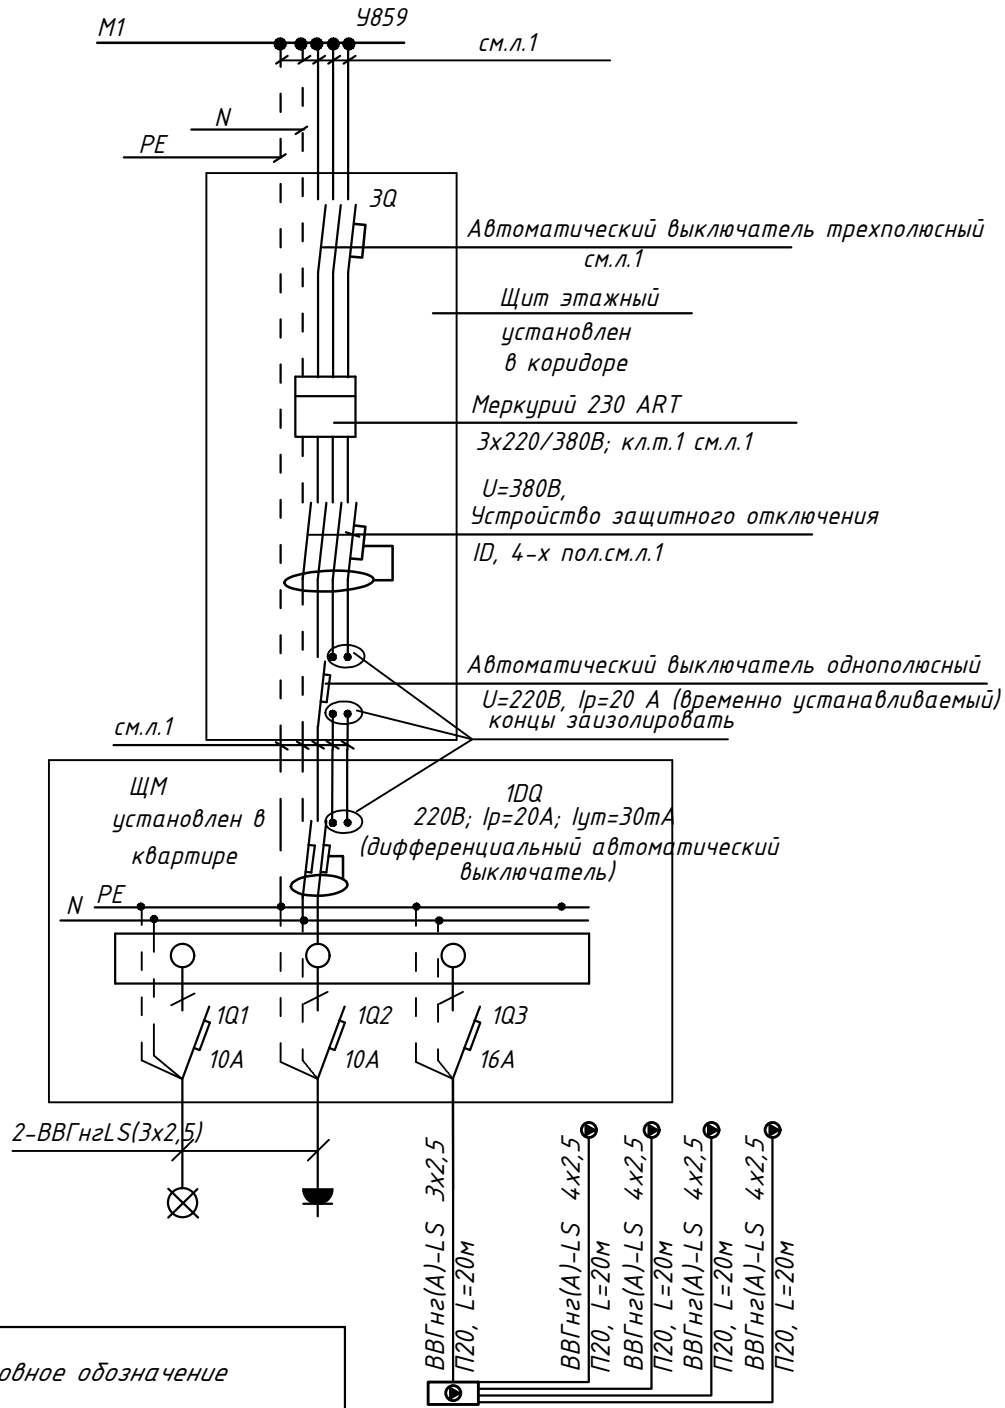 М1
У859
см.л.1
N
PE
3Q
Автоматический выключатель трехполюсный
см.л.1
Щит этажный
установлен
в коридоре
Меркурий 230 ART
3х220/380В; кл.т.1 см.л.1
U=380В,
Устройство защитного отключения
ID, 4-х пол.см.л.1
Автоматический выключатель однополюсный
U=220В, Iр=20 А (временно устанавливаемый)
концы заизолировать
см.л.1
ЩМ
установлен в
квартире
1DQ
220В; Iр=20А; Iут=30mА
(дифференциальный автоматический
выключатель)
PE
N
1Q1
10А
1Q2
10А
1Q3
16А
2-ВВГнгLS(3х2,5)
ВВГнг(А)-LS 3х2,5
П20, L=20м
ВВГнг(А)-LS 4х2,5
П20, L=20м
ВВГнг(А)-LS 4х2,5
П20, L=20м
ВВГнг(А)-LS 4х2,5
П20, L=20м
ВВГнг(А)-LS 4х2,5
П20, L=20м
овное обозначение